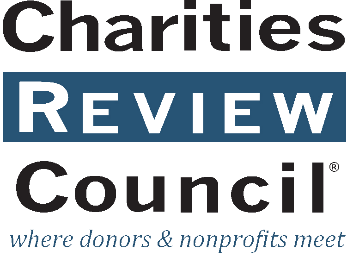 Charities
REVIEW
Council®
where donors & nonprofits meet